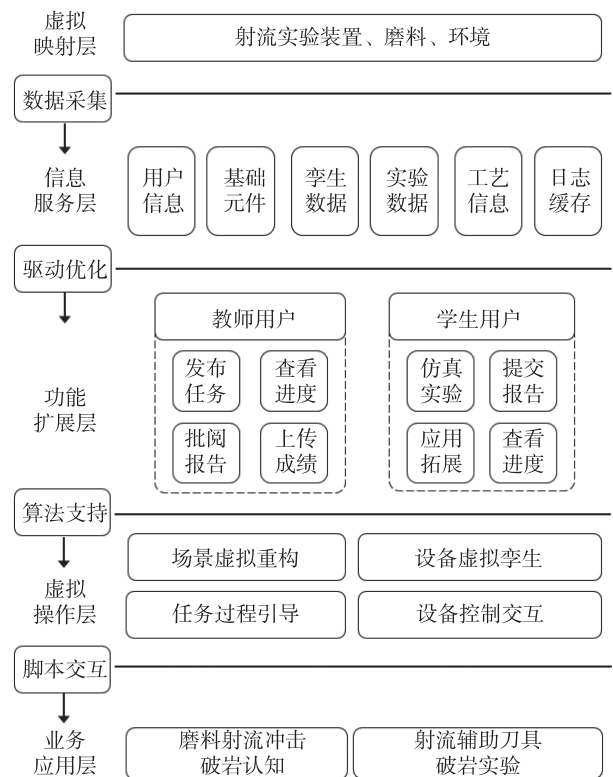 虚拟
映射层
射流实验装置、磨料、环境
数据采集
信息
服务层
用户
信息
基础
元件
孪生
数据
实验
数据
工艺
信息
日志
缓存
驱动优化
功能
扩展层
教师用户
发布
任务
查看
进度
批阅
报告
上传
成绩
学生用户
仿真
实验
提交
报告
应用
拓展
查看
进度
算法支持
虚拟
操作层
场景虚拟重构
设备虚拟孪生
任务过程引导
设备控制交互
脚本交互
业务
应用层
磨料射流冲击
破岩认知
射流辅助刀具
破岩实验